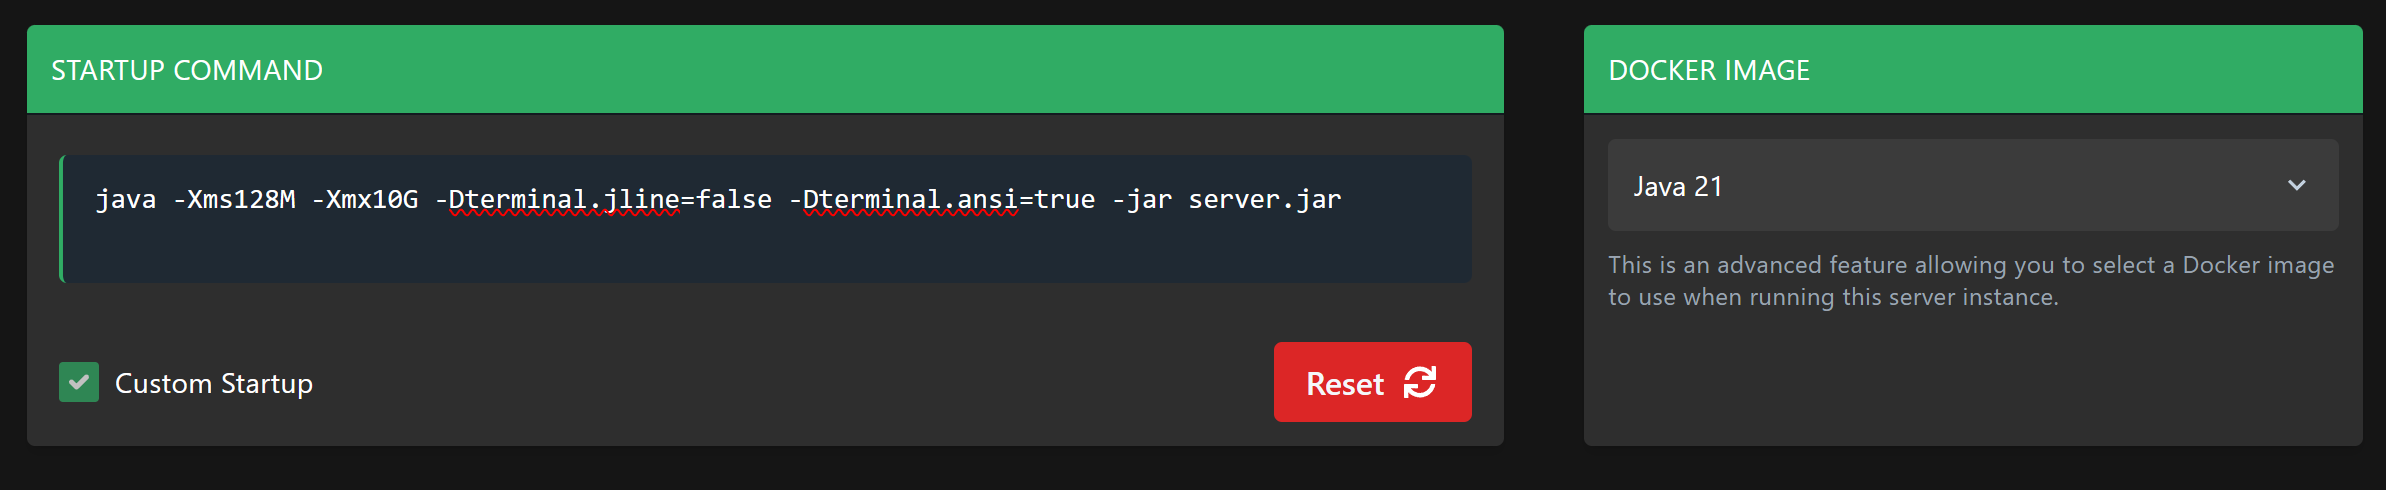 STARTUP COMMAND
java -Xms128M -Xmx10G -Dterminal.jline=false -Dterminal.ansi=true -jar server.jar
Custom Startup
Reset
DOCKER IMAGE
Java 21
This is an advanced feature allowing you to select a Docker image
to use when running this server instance.